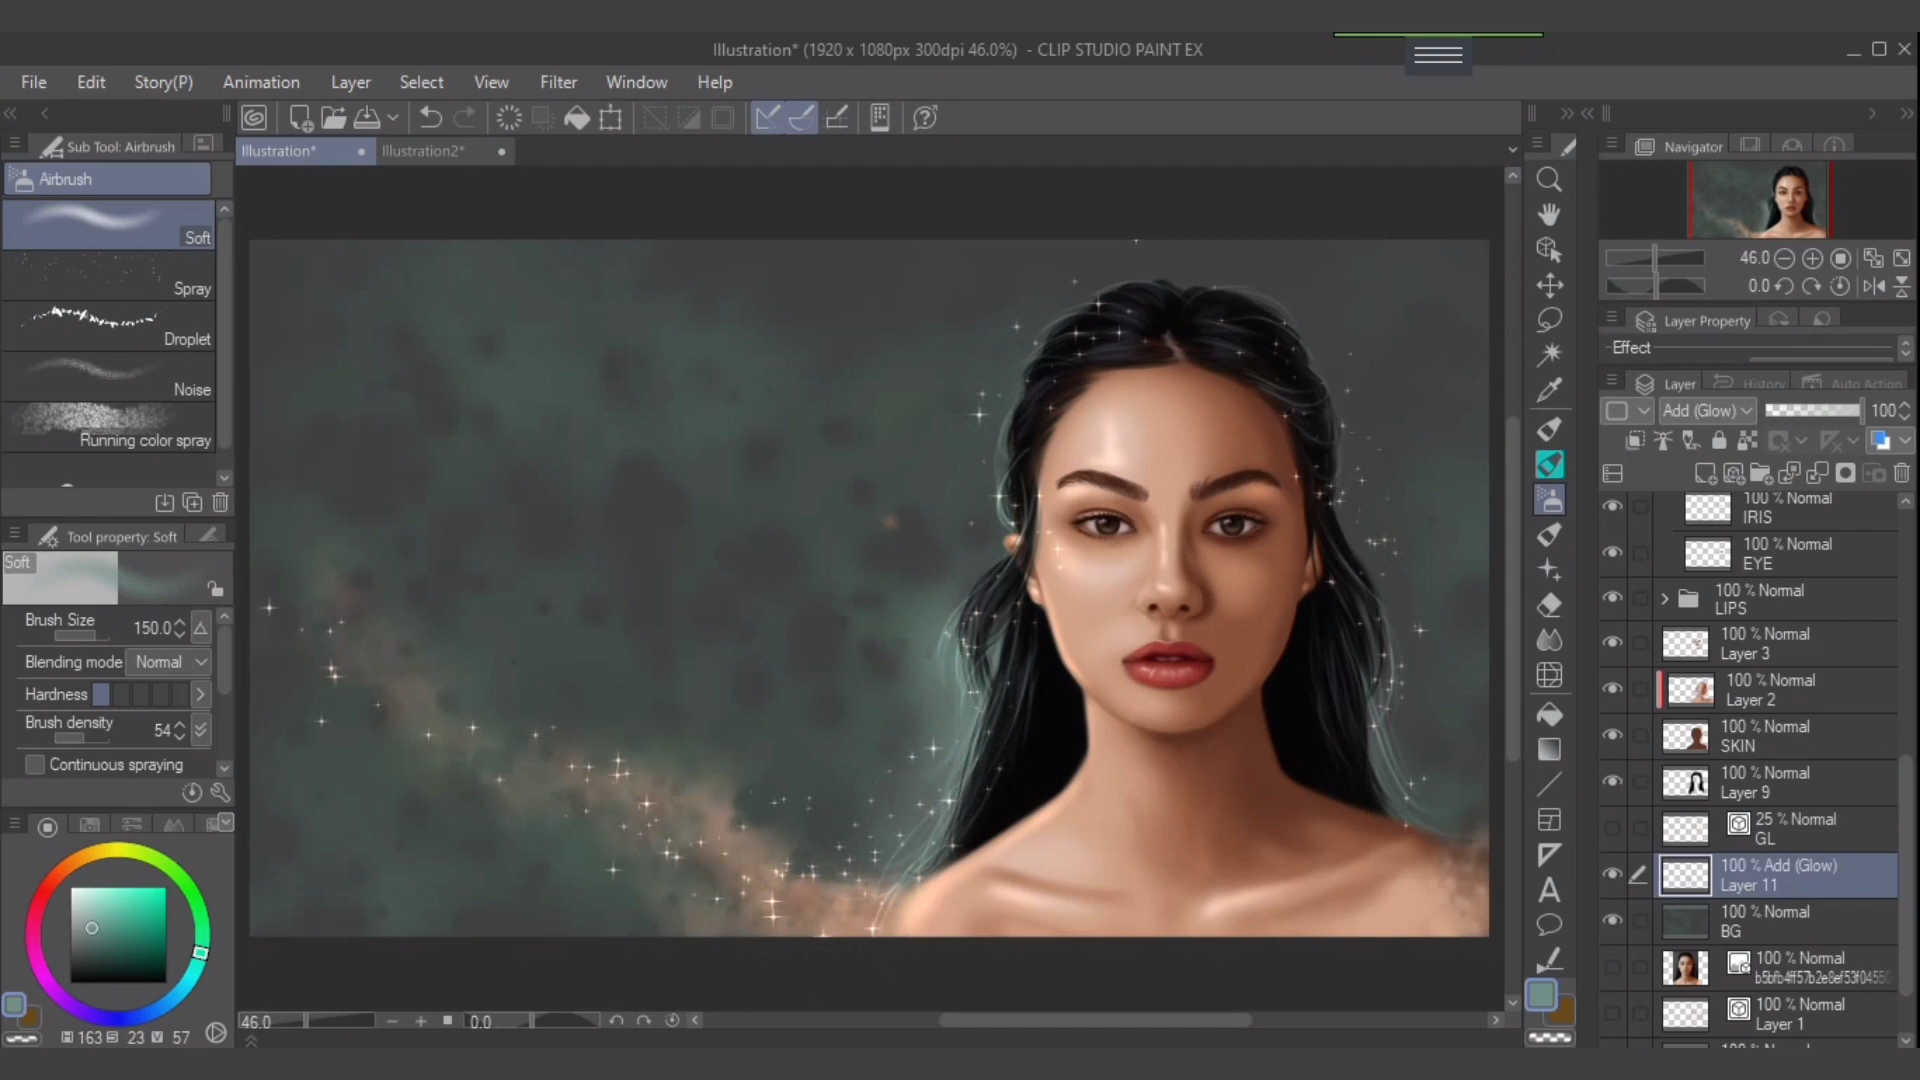 Illustration* (1920 x 1080px 300dpi 46.0%) - CLIP STUDIO PAINT EX
File Edit Story(P) Animation Layer Select View Filter Window Help
Sub Tool: Airbrush
Airbrush
Soft
Spray
Droplet
Noise
Running color spray
Tool property: Soft
Soft
Brush Size 150.0
Blending mode Normal
Hardness
Brush density 54
Continuous spraying
163 23 57
Illustration* Illustration2*
46.0 0.0
Navigator
46.0
0.0
Layer Property
Effect
Layer History Auto Action
Add (Glow) 100
100 % Normal
IRIS
100 % Normal
EYE
100 % Normal
LIPS
100 % Normal
Layer 3
100 % Normal
Layer 2
100 % Normal
SKIN
100 % Normal
Layer 9
25 % Normal
GL
100 % Add (Glow)
Layer 11
100 % Normal
BG
100 % Normal
100 % Normal
Layer 1